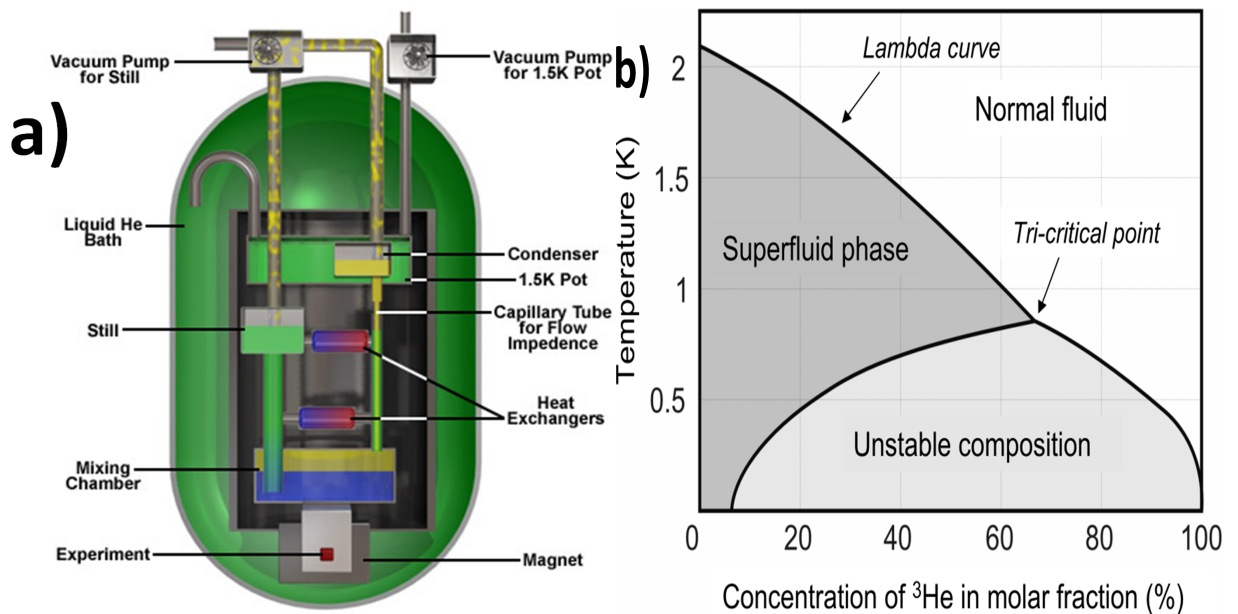 a)
Vacuum Pump
for Still
Vacuum Pump
for 1.5K Pot
Liquid He
Bath
Condenser
1.5K Pot
Still
Capillary Tube
for Flow
Impedence
Heat
Exchangers
Mixing
Chamber
Experiment
Magnet
b)
Temperature (K)
2
1.5
1
0.5
Lambda curve
Normal fluid
Tri-critical point
Superfluid phase
Unstable composition
0 20 40 60 80 100
Concentration of ³He in molar fraction (%)